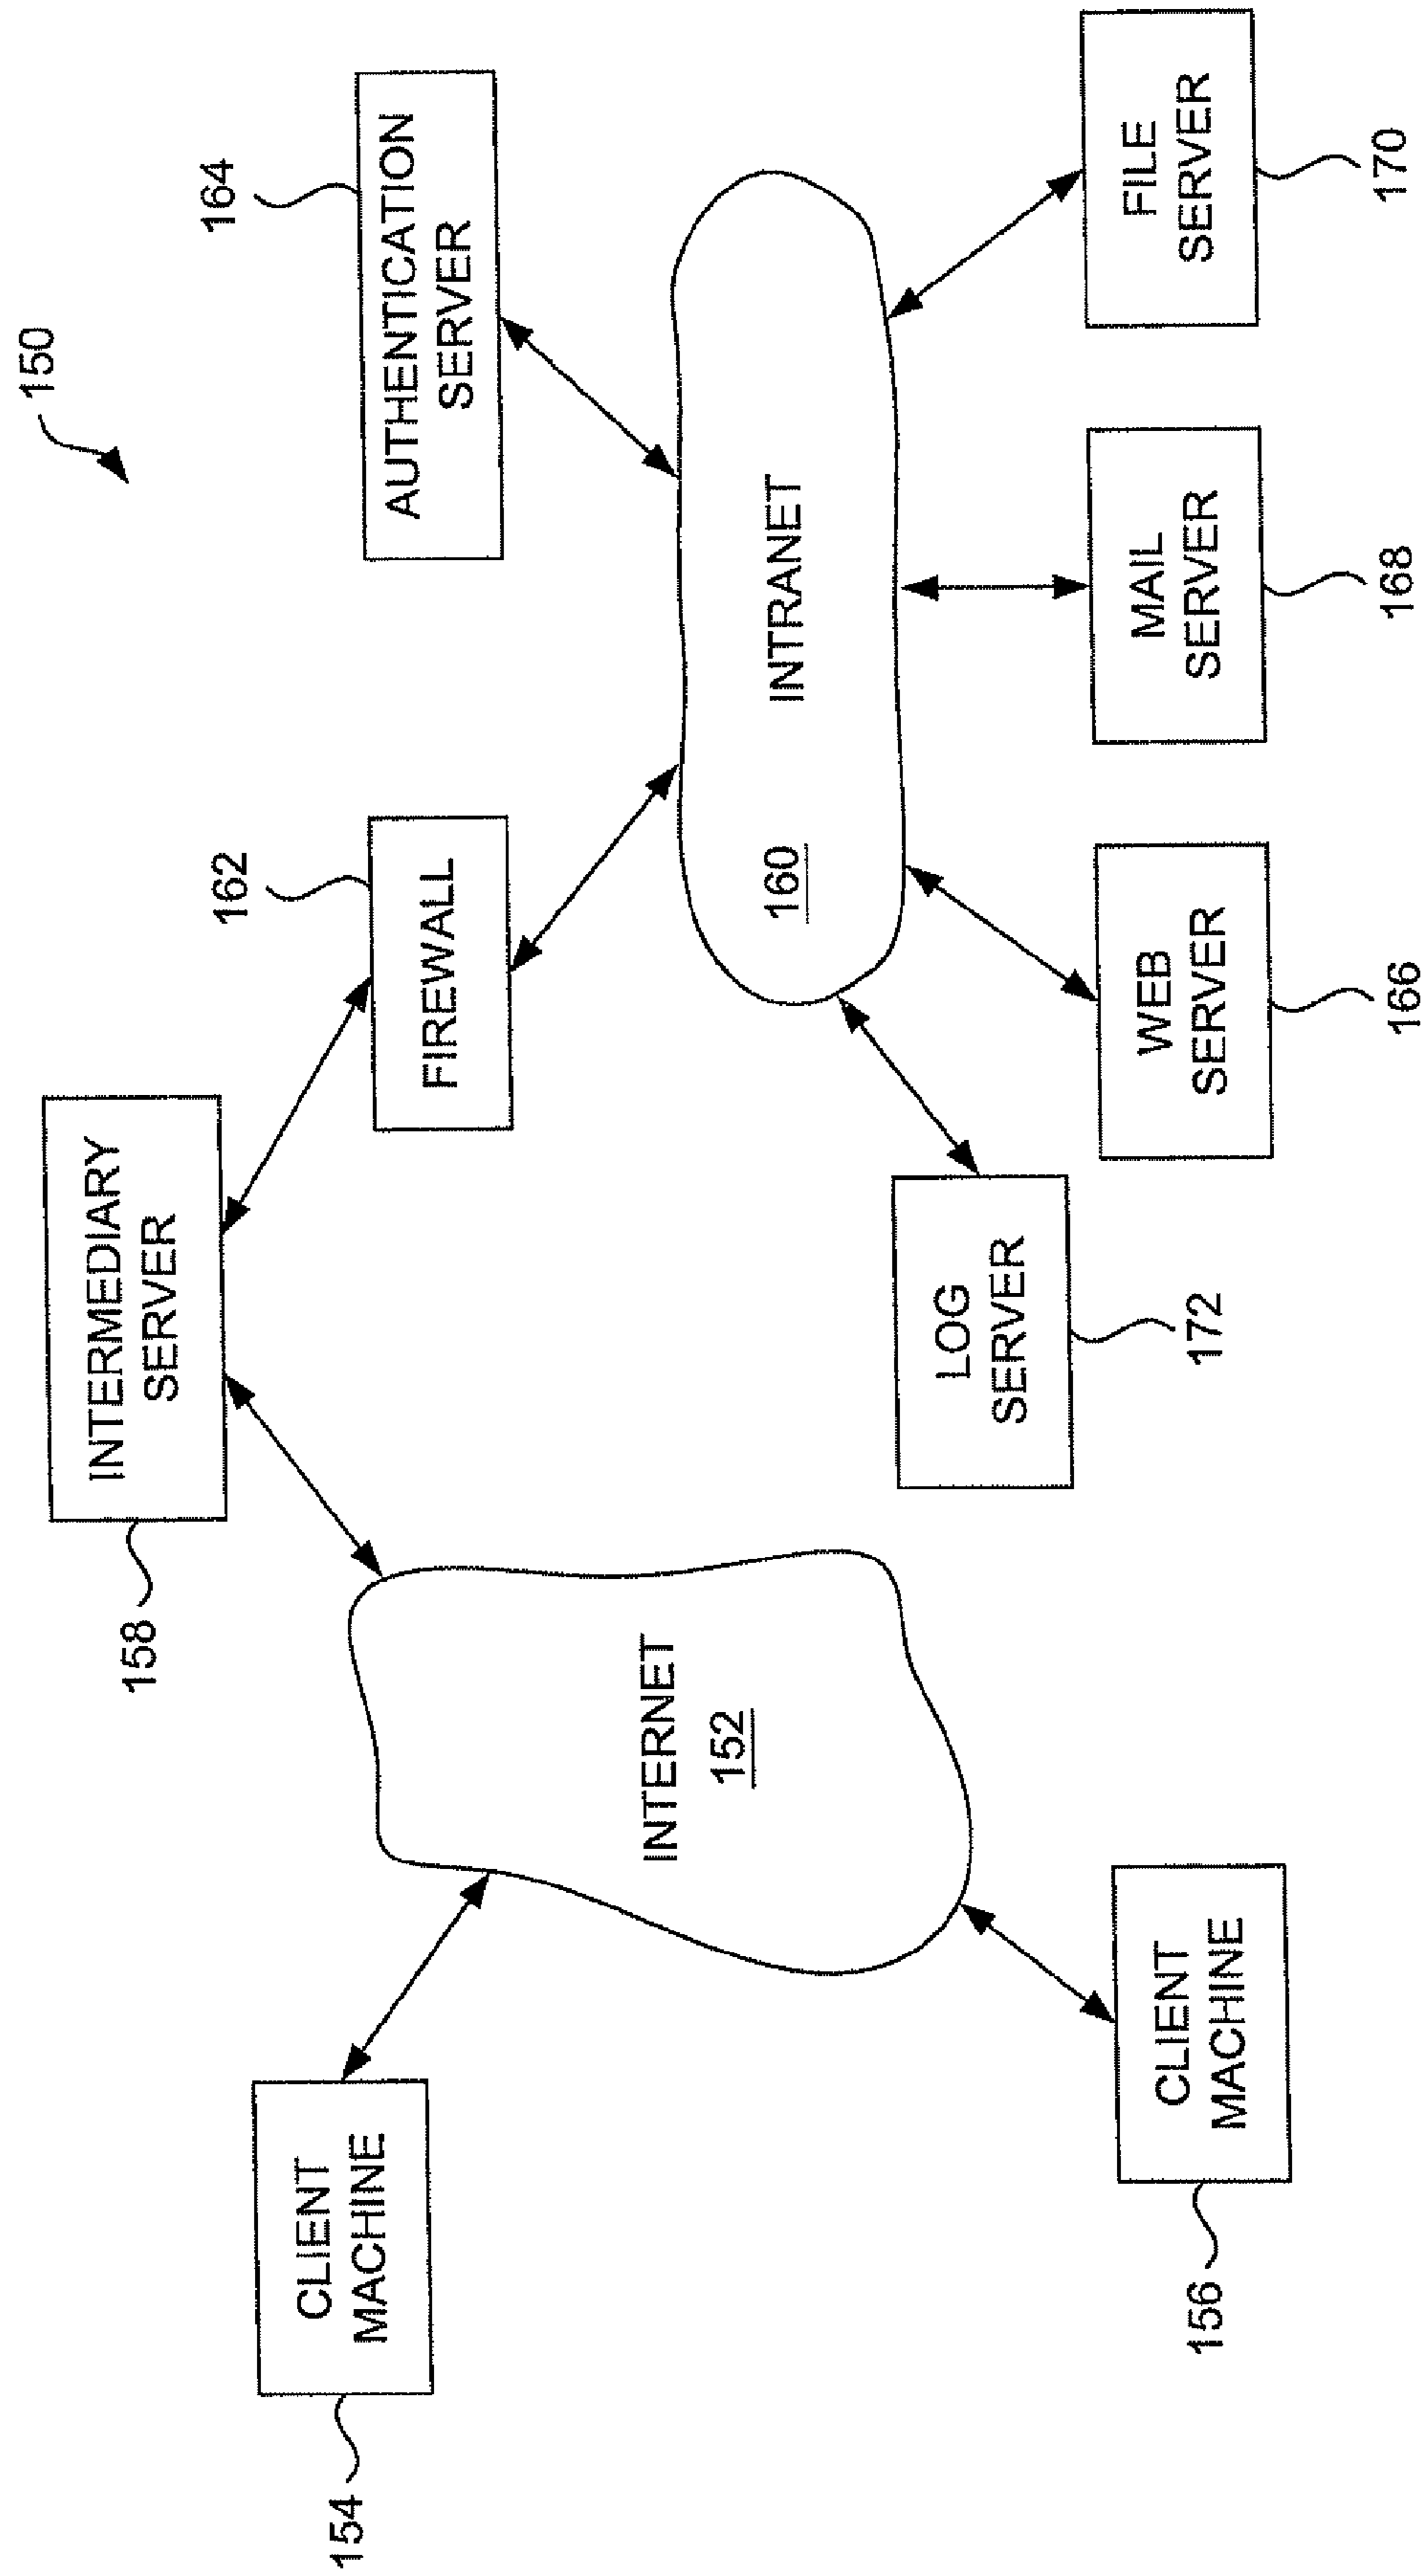 150
INTERMEDIARY
SERVER
158
164
AUTHENTICATION
SERVER
162
FIREWALL
CLIENT
MACHINE
154
INTERNET
152
INTRANET
160
LOG
SERVER
172
CLIENT
MACHINE
156
WEB
SERVER
166
MAIL
SERVER
168
FILE
SERVER
170